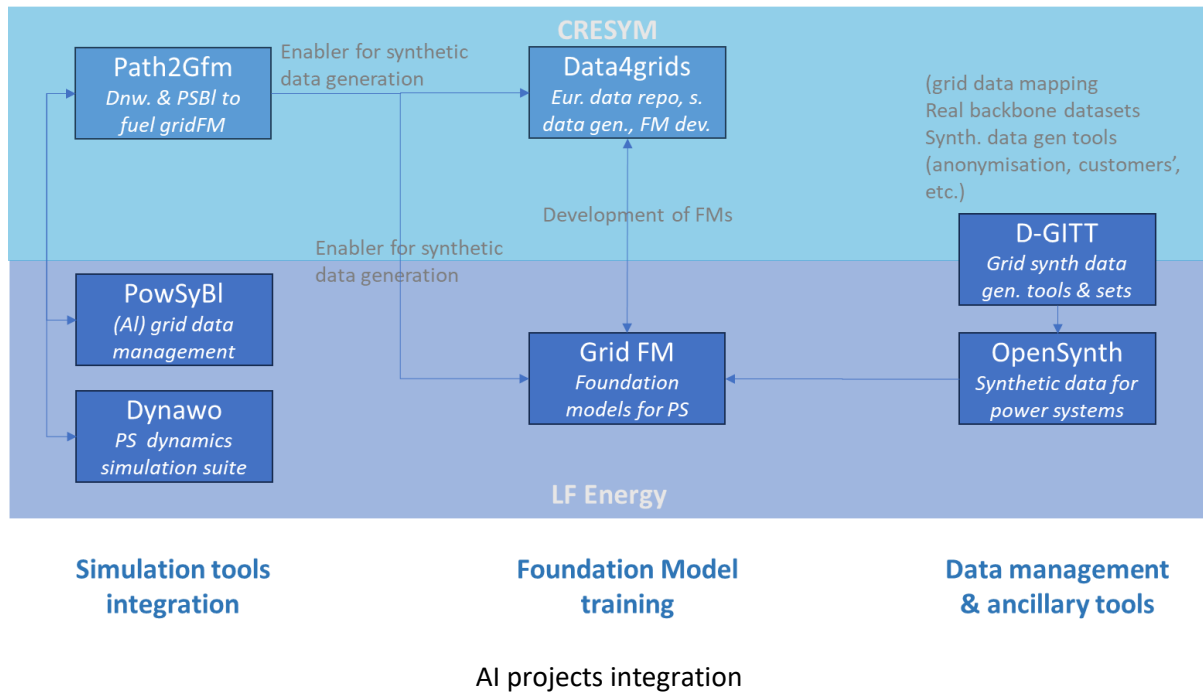 CRESYM
Path2Gfm
Dnw. & PSBl to
fuel gridFM
Enabler for synthetic
data generation
Data4grids
Eur. data repo, s.
data gen., FM dev.
(grid data mapping
Real backbone datasets
Synth. data gen tools
(anonymisation, customers’,
etc.)
Development of FMs
Enabler for synthetic
data generation
D-GITT
Grid synth data
gen. tools & sets
PowSyBl
(AI) grid data
management
Grid FM
Foundation
models for PS
OpenSynth
Synthetic data for
power systems
Dynawo
PS dynamics
simulation suite
LF Energy
Simulation tools
integration
Foundation Model
training
Data management
& ancillary tools
AI projects integration